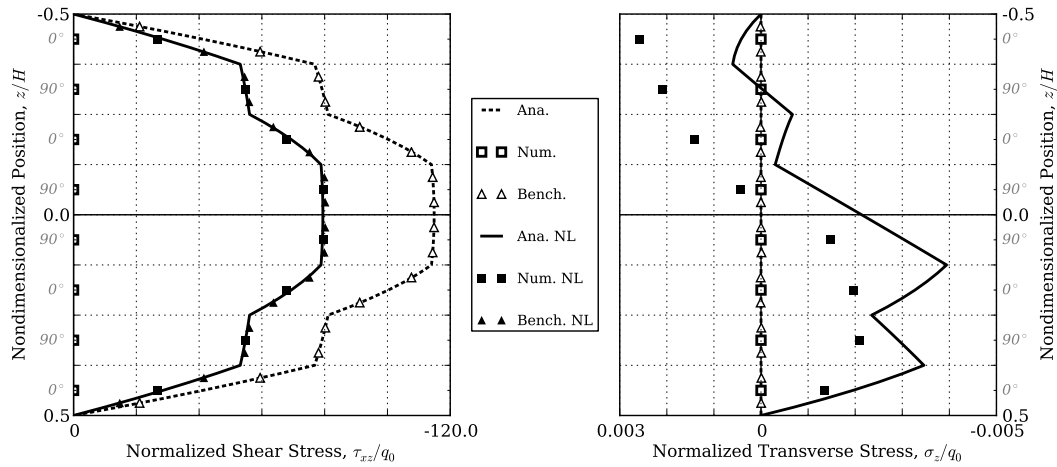 -0.5
0°
90°
0°
90°
0.0
90°
0°
90°
0°
0.5
Nondimensionalized Position, z/H
0
-120.0
Normalized Shear Stress, τxz/q0
Ana.
Num.
Bench.
Ana. NL
Num. NL
Bench. NL
-0.5
0°
90°
0°
90°
0.0
90°
0°
90°
0°
0.5
Nondimensionalized Position, z/H
0.003
0
-0.005
Normalized Transverse Stress, σz/q0